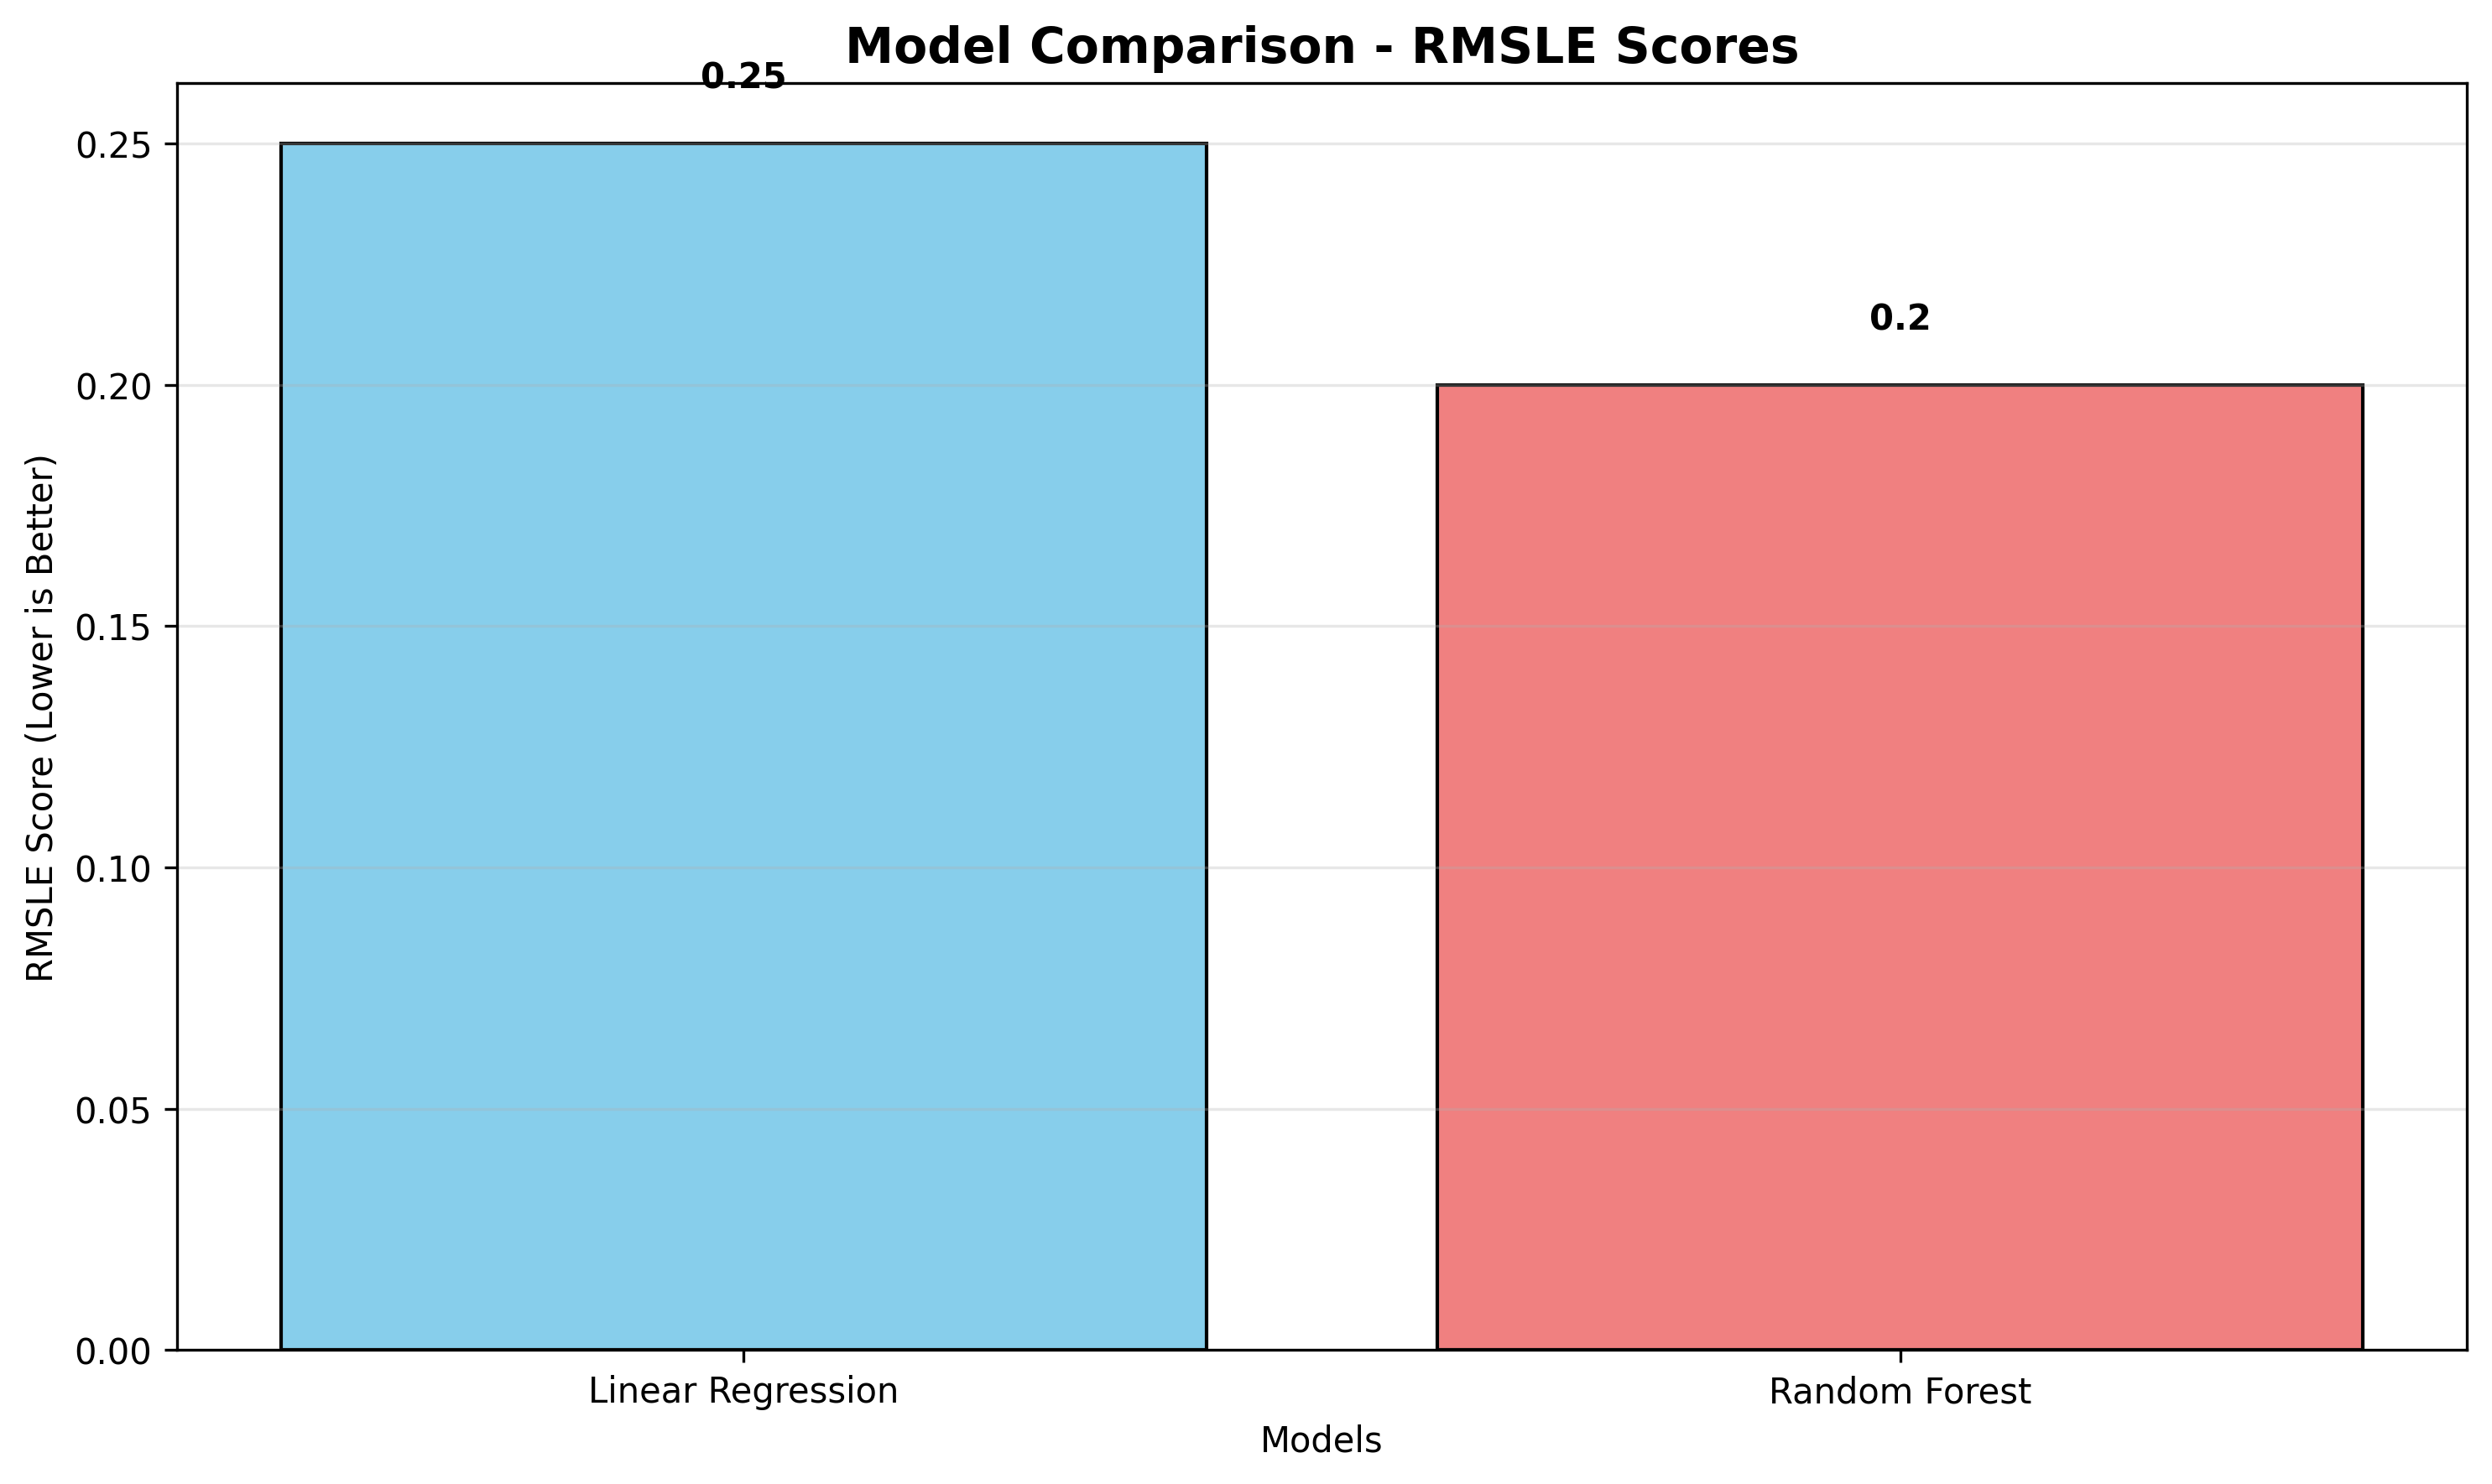 Model Comparison - RMSLE Scores
0.25
0.2
RMSLE Score (Lower is Better)
0.25
0.20
0.15
0.10
0.05
0.00
Linear Regression
Random Forest
Models